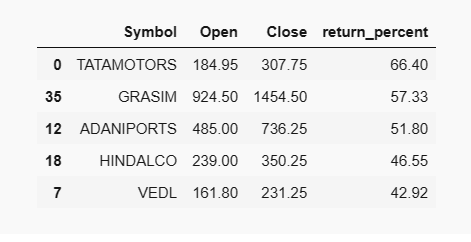 Symbol Open Close return_percent
0 TATAMOTORS 184.95 307.75 66.40
35 GRASIM 924.50 1454.50 57.33
12 ADANIPORTS 485.00 736.25 51.80
18 HINDALCO 239.00 350.25 46.55
7 VEDL 161.80 231.25 42.92